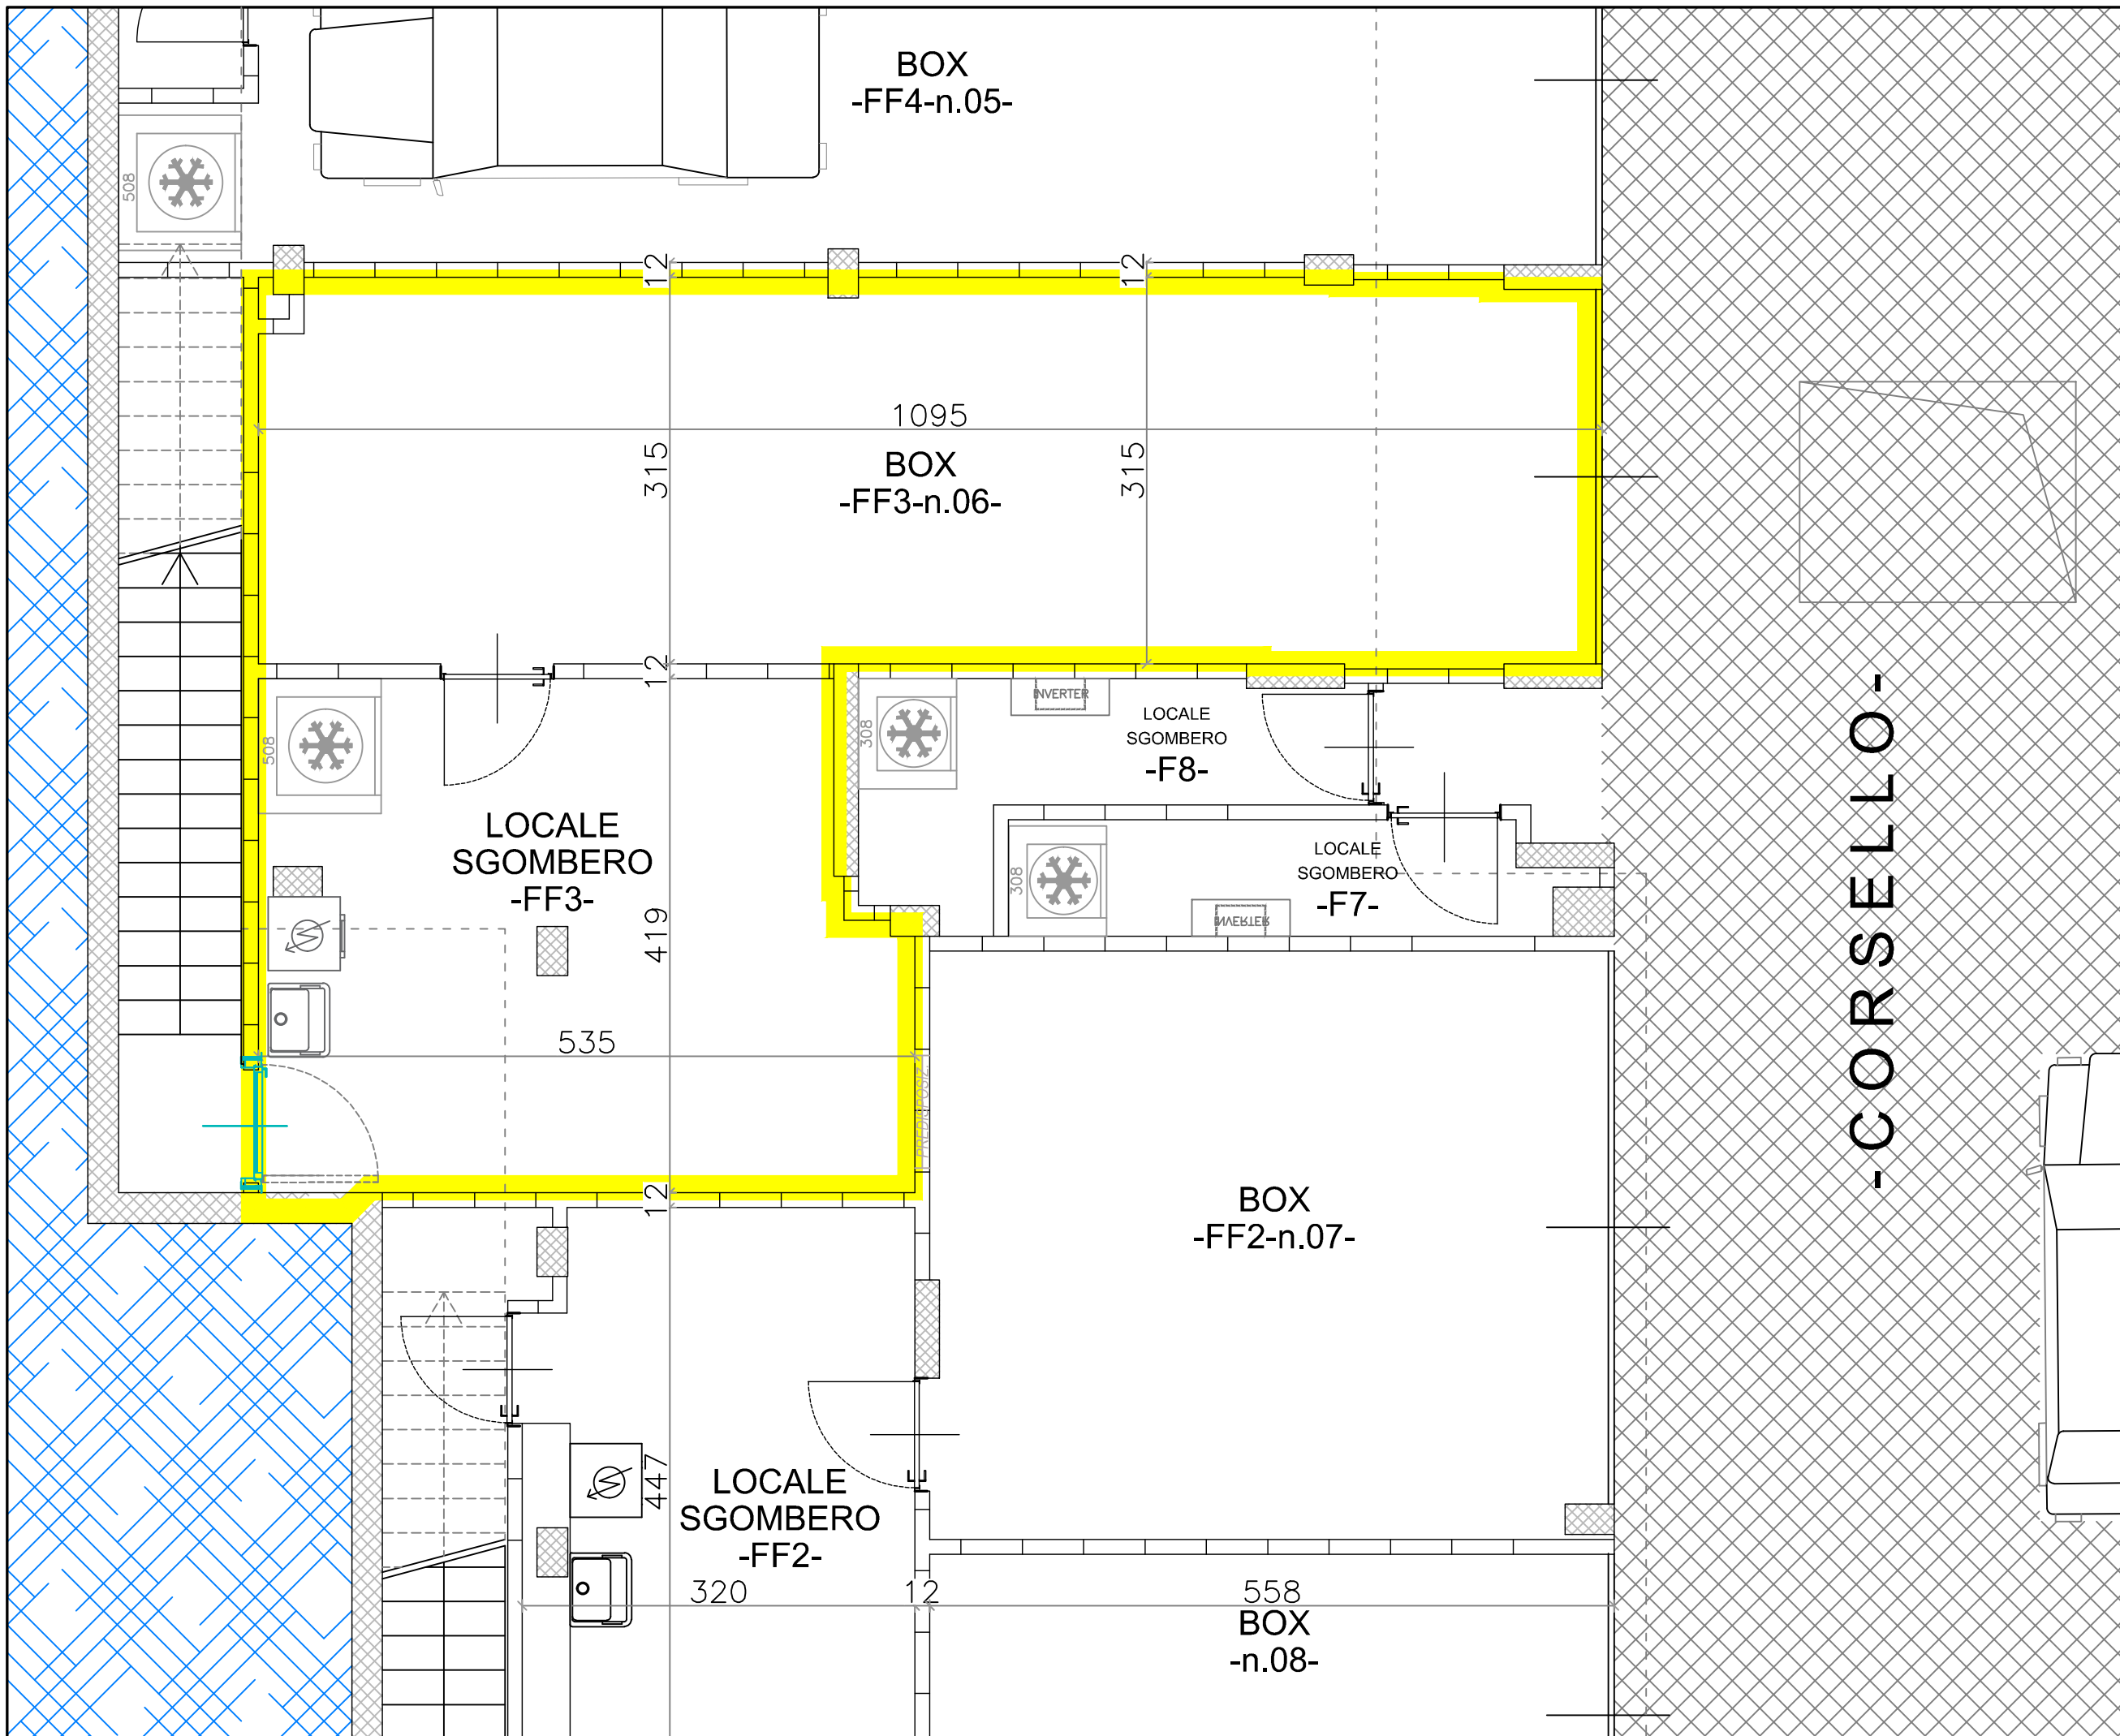 BOX
-FF4-n.05-
508
12
12
1095
315
315
BOX
-FF3-n.06-
12
INVERTER
308
508
LOCALE
SGOMBERO
-F8-
LOCALE
SGOMBERO
-FF3-
LOCALE
SGOMBERO
-F7-
308
INVERTER
419
535
PREDISPOSIZ.
-CORSELLO-
12
BOX
-FF2-n.07-
447
LOCALE
SGOMBERO
-FF2-
320
12
558
BOX
-n.08-